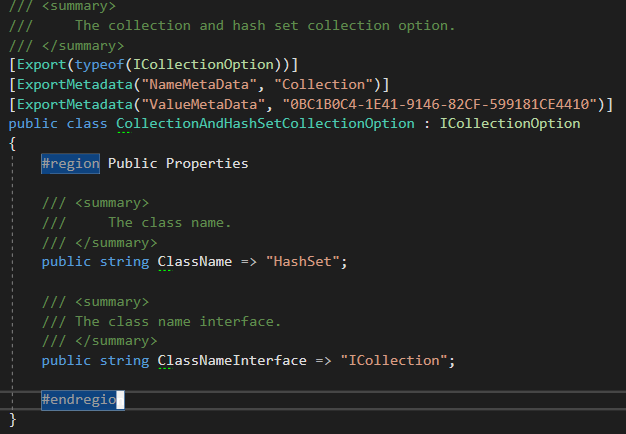 /// <summary>
///     The collection and hash set collection option.
/// </summary>
[Export(typeof(ICollectionOption))]
[ExportMetadata("NameMetaData", "Collection")]
[ExportMetadata("ValueMetaData", "0BC1B0C4-1E41-9146-82CF-599181CE4410")]
public class CollectionAndHashSetCollectionOption : ICollectionOption
{
    #region Public Properties

    /// <summary>
    ///     The class name.
    /// </summary>
    public string ClassName => "HashSet";

    /// <summary>
    /// The class name interface.
    /// </summary>
    public string ClassNameInterface => "ICollection";

    #endregio
}